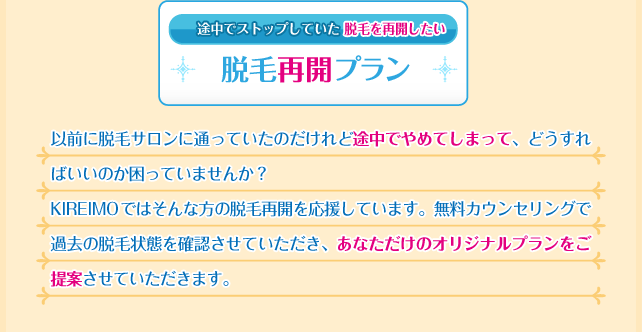 途中でストップしていた 脱毛を再開したい
脱毛再開プラン
以前に脱毛サロンに通っていたのだけれど途中でやめてしまって、どうすれ
ばいいのか困っていませんか？
KIREIMOではそんな方の脱毛再開を応援しています。無料カウンセリングで
過去の脱毛状態を確認させていただき、あなただけのオリジナルプランをご
提案させていただきます。